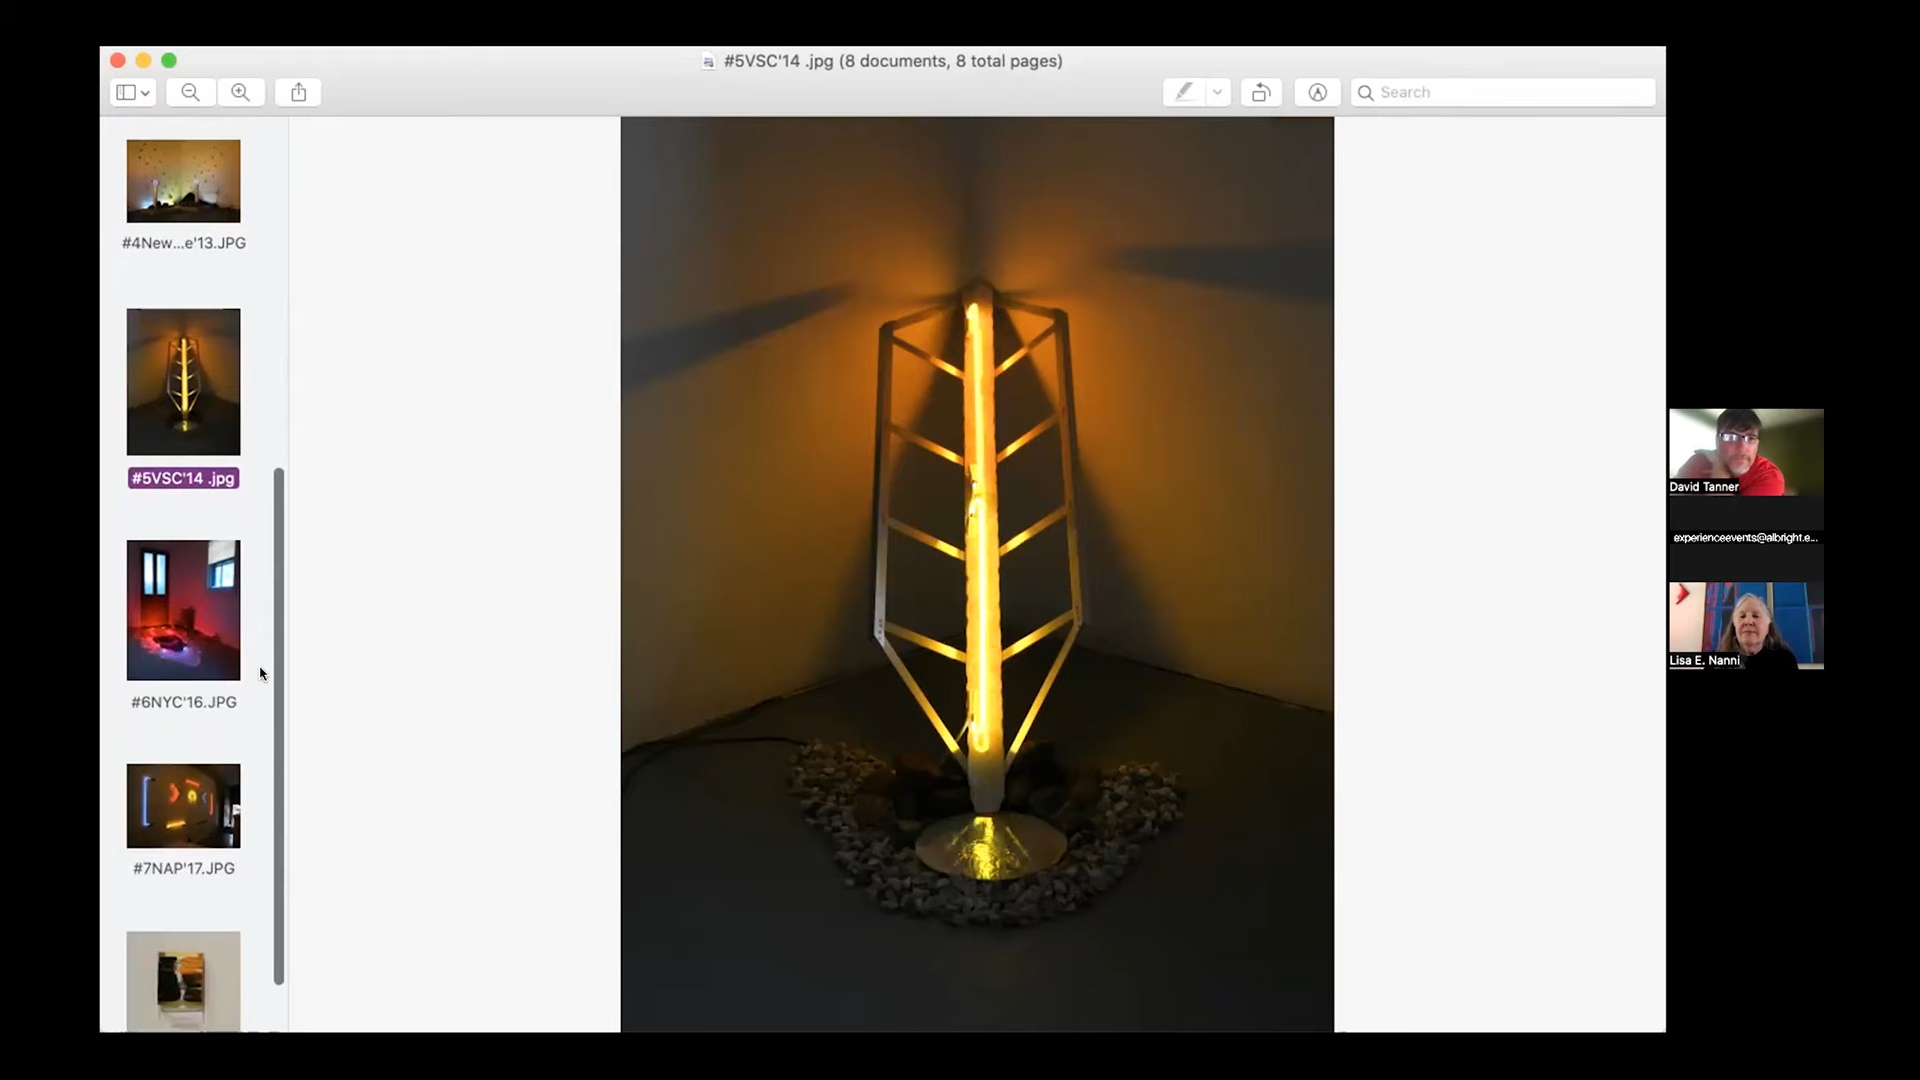 #5VSC'14 .jpg (8 documents, 8 total pages)
Search
#4New...e'13.JPG
#5VSC'14 .jpg
#6NYC'16.JPG
#7NAP'17.JPG
David Tanner
experienceevents@albright.e...
Lisa E. Nanni